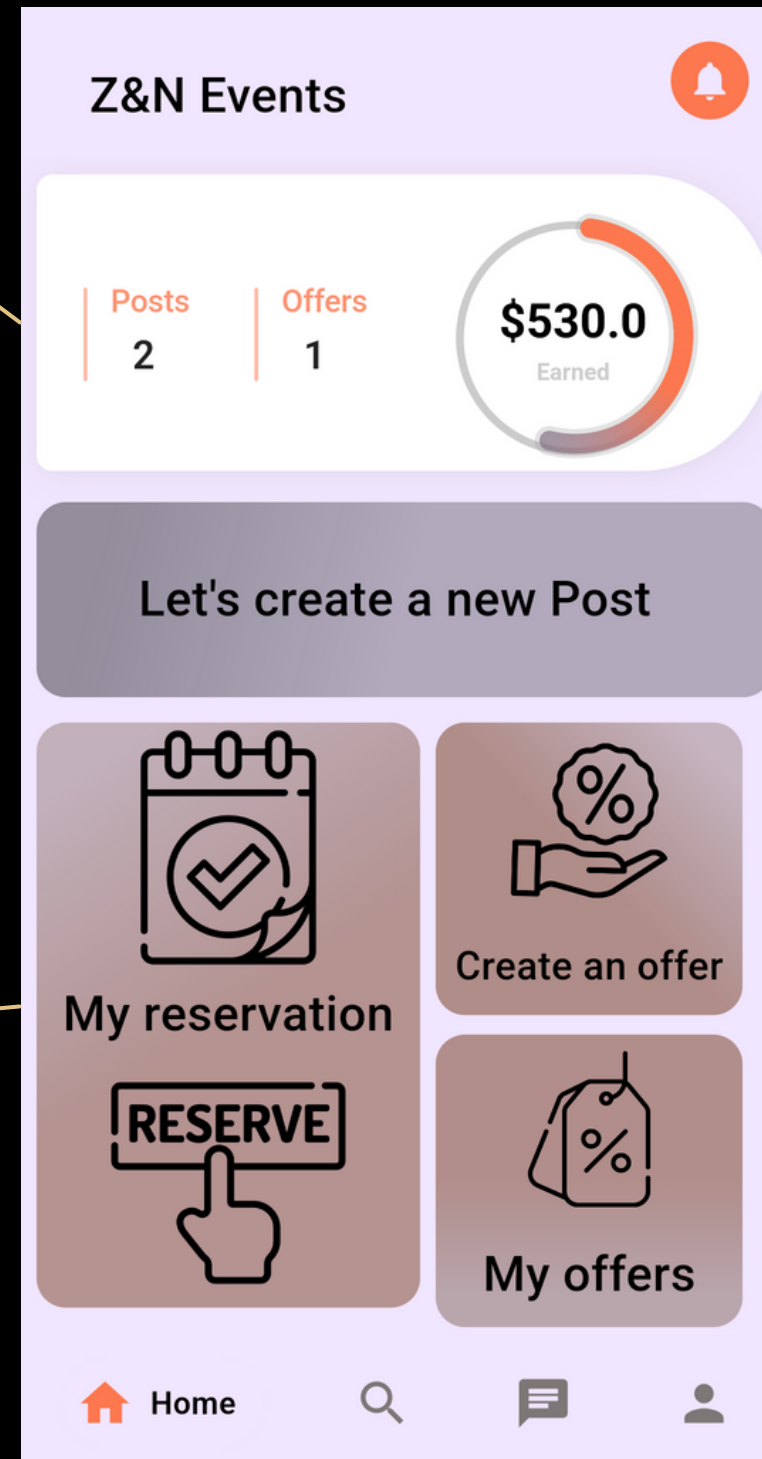 Z&N Events
Posts
Offers
2
1
$530.0
Earned
Let's create a new Post
My reservation
RESERVE
%
Create an offer
%
My offers
Home